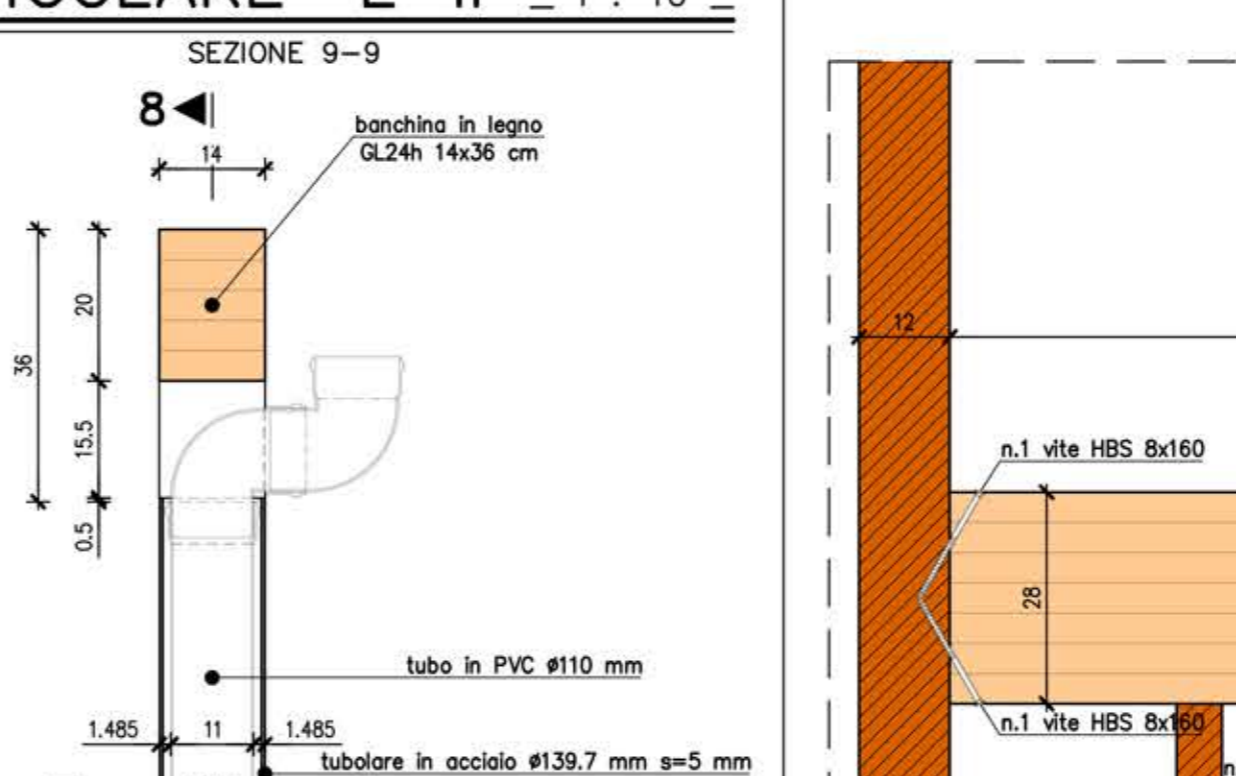 SEZIONE 9-9
8
14
banchina in legno
GL24h 14x36 cm
36
20
15.5
0.5
tubo in PVC ø110 mm
1.485
11
1.485
tubolare in acciaio ø139.7 mm s=5 mm
12
n.1 vite HBS 8x160
28
n.1 vite HBS 8x160